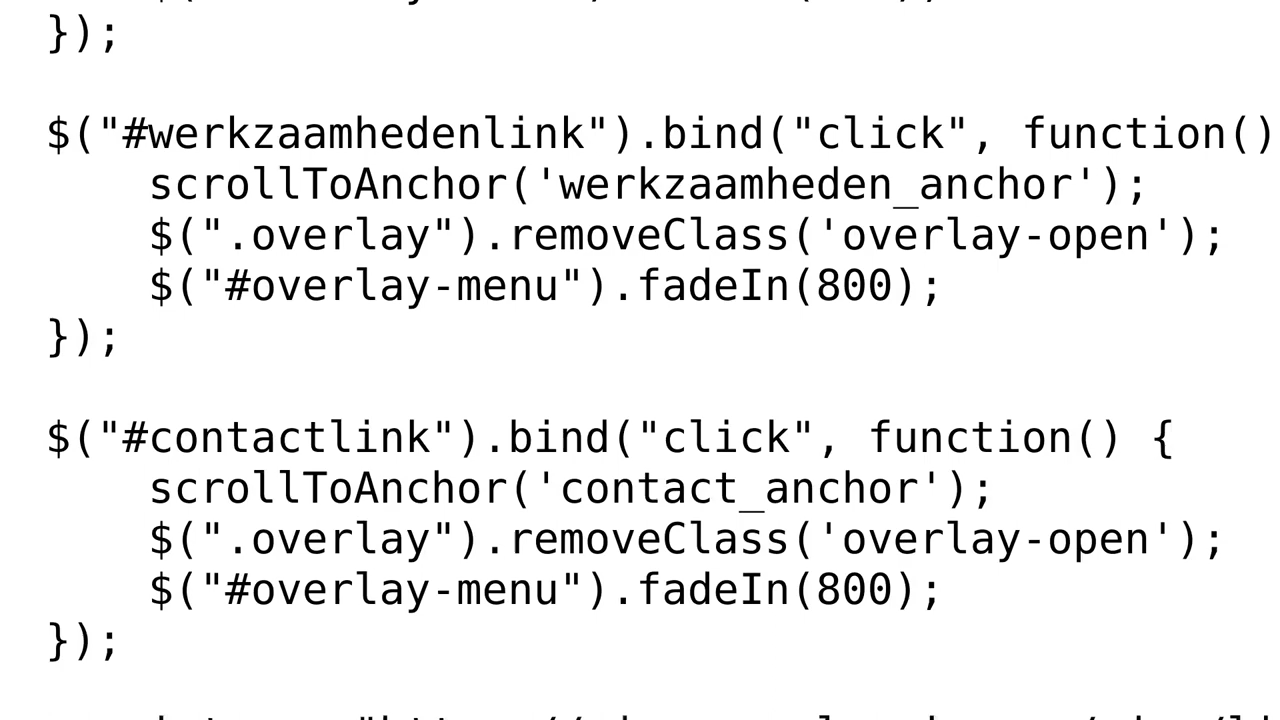 });
$("#werkzaamhedenlink").bind("click", function()
scrollToAnchor('werkzaamheden_anchor');
$(".overlay").removeClass('overlay-open');
$("#overlay-menu").fadeIn(800);
});
$("#contactlink").bind("click", function() {
scrollToAnchor('contact_anchor');
$(".overlay").removeClass('overlay-open');
$("#overlay-menu").fadeIn(800);
});